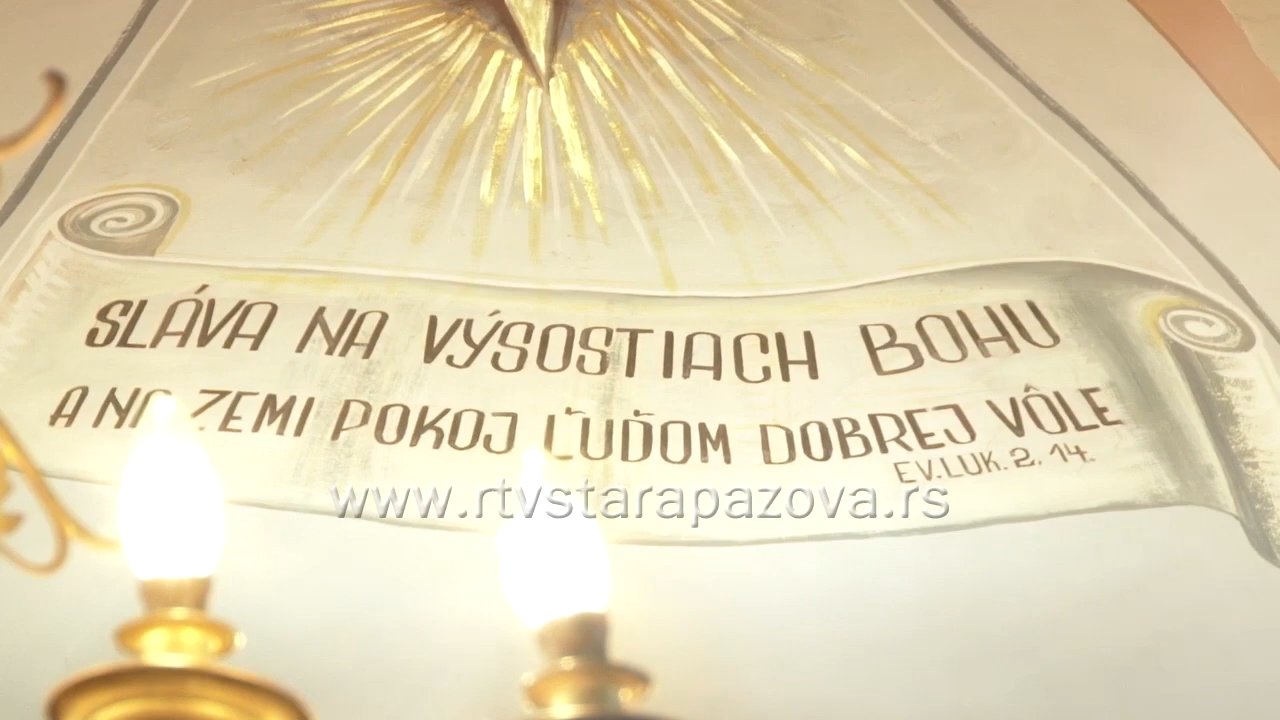 SLÁVA NA VÝSOSTIACH BOHU
A NA ZEMI POKOJ ĽUĎOM DOBREJ VÔLE
EV.LUK. 2. 14.
www.rtvstarapazova.rs